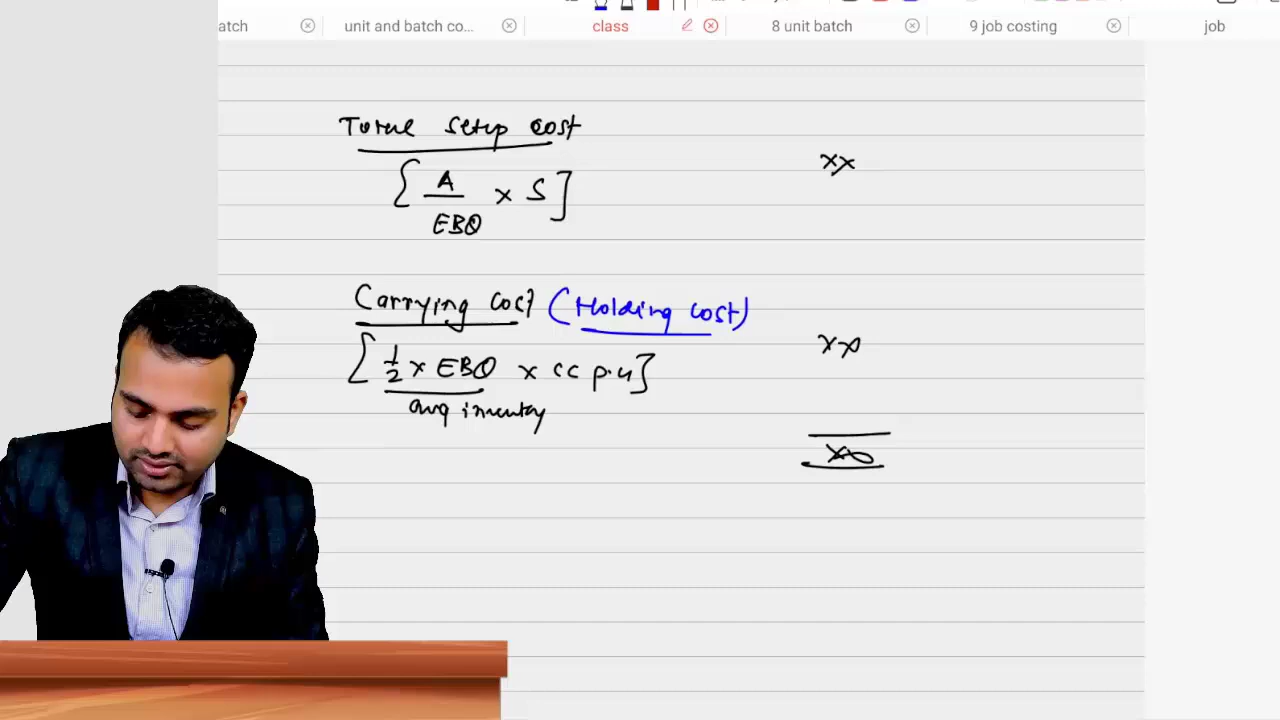 atch unit and batch co... class 8 unit batch 9 job costing job
Total Setup cost
[A/EBQ × S] xx
Carrying cost (Holding cost)
[1/2 × EBQ × cc p.u] xx
avg inventory
xx